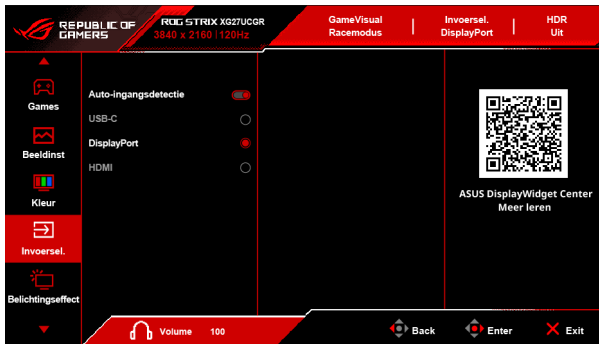 REPUBLIC OF
GAMERS
ROG STRIX XG27UCGR
3840 x 2160 | 120Hz
GameVisual
Racemodus
Invoersel.
DisplayPort
HDR
Uit
Games
Beeldinst
Kleur
Invoersel.
Belichtingseffect
Auto-ingangsdetectie
USB-C
DisplayPort
HDMI
ASUS DisplayWidget Center
Meer leren
Volume 100
Back
Enter
Exit